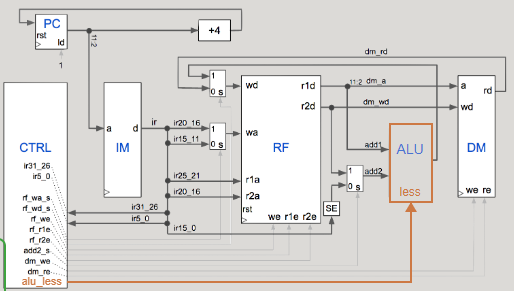 PC
rst
ld
1
+4
11:2
CTRL
ir31_26
ir5_0
rf_wa_s
rf_wd_s
rf_we
rf_r1e
rf_r2e
add2_s
dm_we
dm_re
alu_less
a d
IM
ir
ir20_16
ir15_11
ir25_21
ir20_16
ir31_26
ir5_0
ir15_0
1
0 s
1
0 s
wd
wa
r1a
r2a
rst
RF
r1d
r2d
we r1e r2e
SE
1
0 s
dm_rd
11:2 dm_a
dm_wd
add1
add2
ALU
less
a
wd
rd
DM
we re